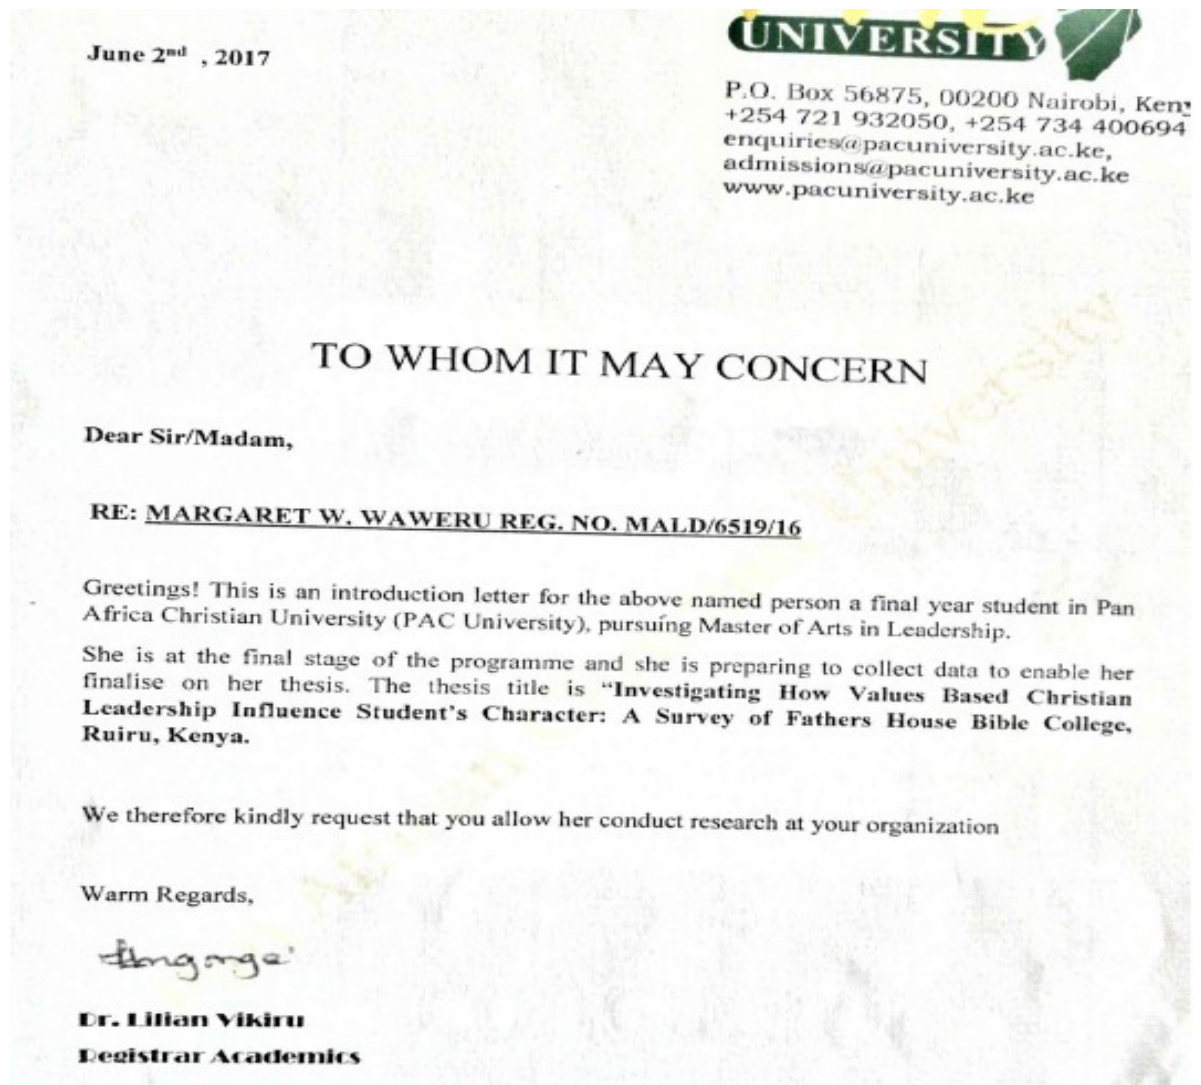 June 2nd , 2017
UNIVERSITY
P.O. Box 56875, 00200 Nairobi, Keny
+254 721 932050, +254 734 400694
enquiries@pacuniversity.ac.ke,
admissions@pacuniversity.ac.ke
www.pacuniversity.ac.ke
TO WHOM IT MAY CONCERN
Dear Sir/Madam,
RE: MARGARET W. WAWERU REG. NO. MALD/6519/16
Greetings! This is an introduction letter for the above named person a final year student in Pan
Africa Christian University (PAC University), pursuing Master of Arts in Leadership.
She is at the final stage of the programme and she is preparing to collect data to enable her
finalise on her thesis. The thesis title is “Investigating How Values Based Christian
Leadership Influence Student’s Character: A Survey of Fathers House Bible College,
Ruiru, Kenya.
We therefore kindly request that you allow her conduct research at your organization
Warm Regards,
Dr. Lilian Vikiru
Registrar Academics